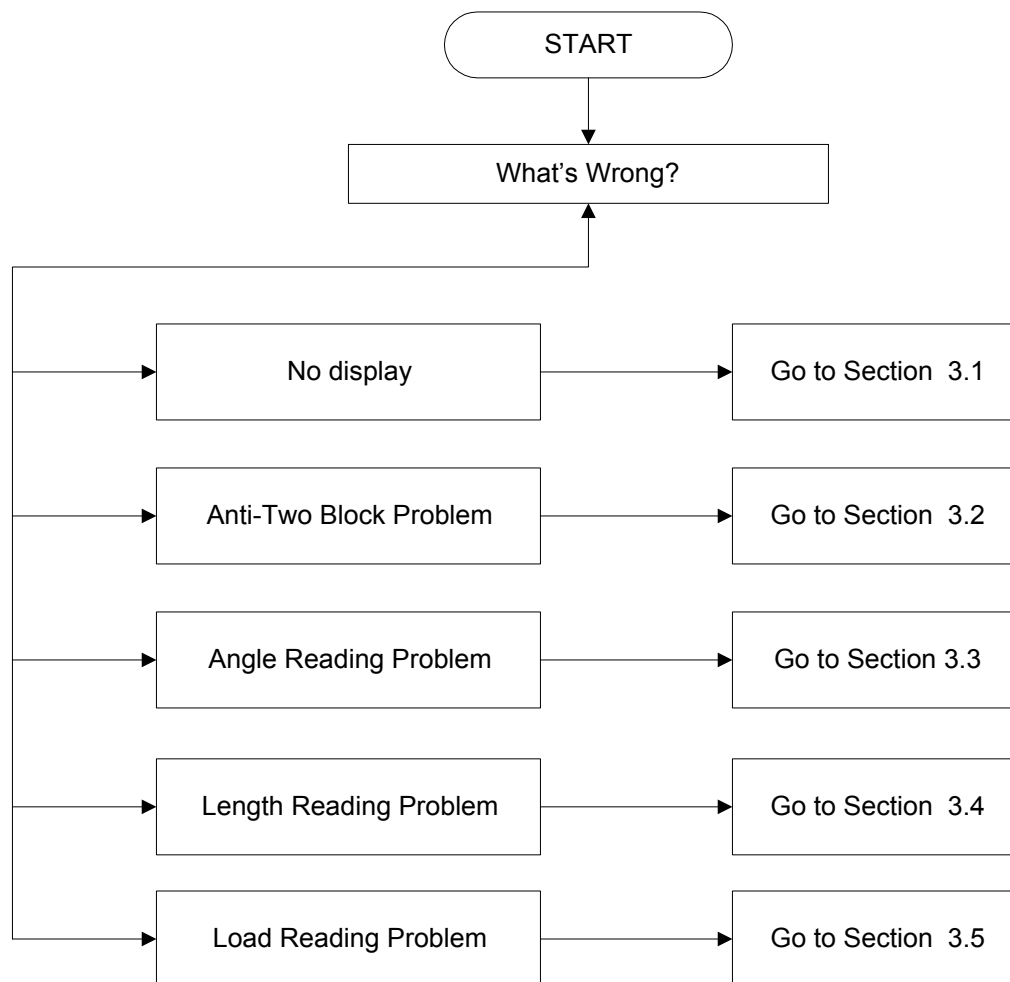 START
What’s Wrong?
No display
Go to Section  3.1
Anti-Two Block Problem
Go to Section  3.2
Angle Reading Problem
Go to Section 3.3
Length Reading Problem
Go to Section  3.4
Load Reading Problem
Go to Section  3.5